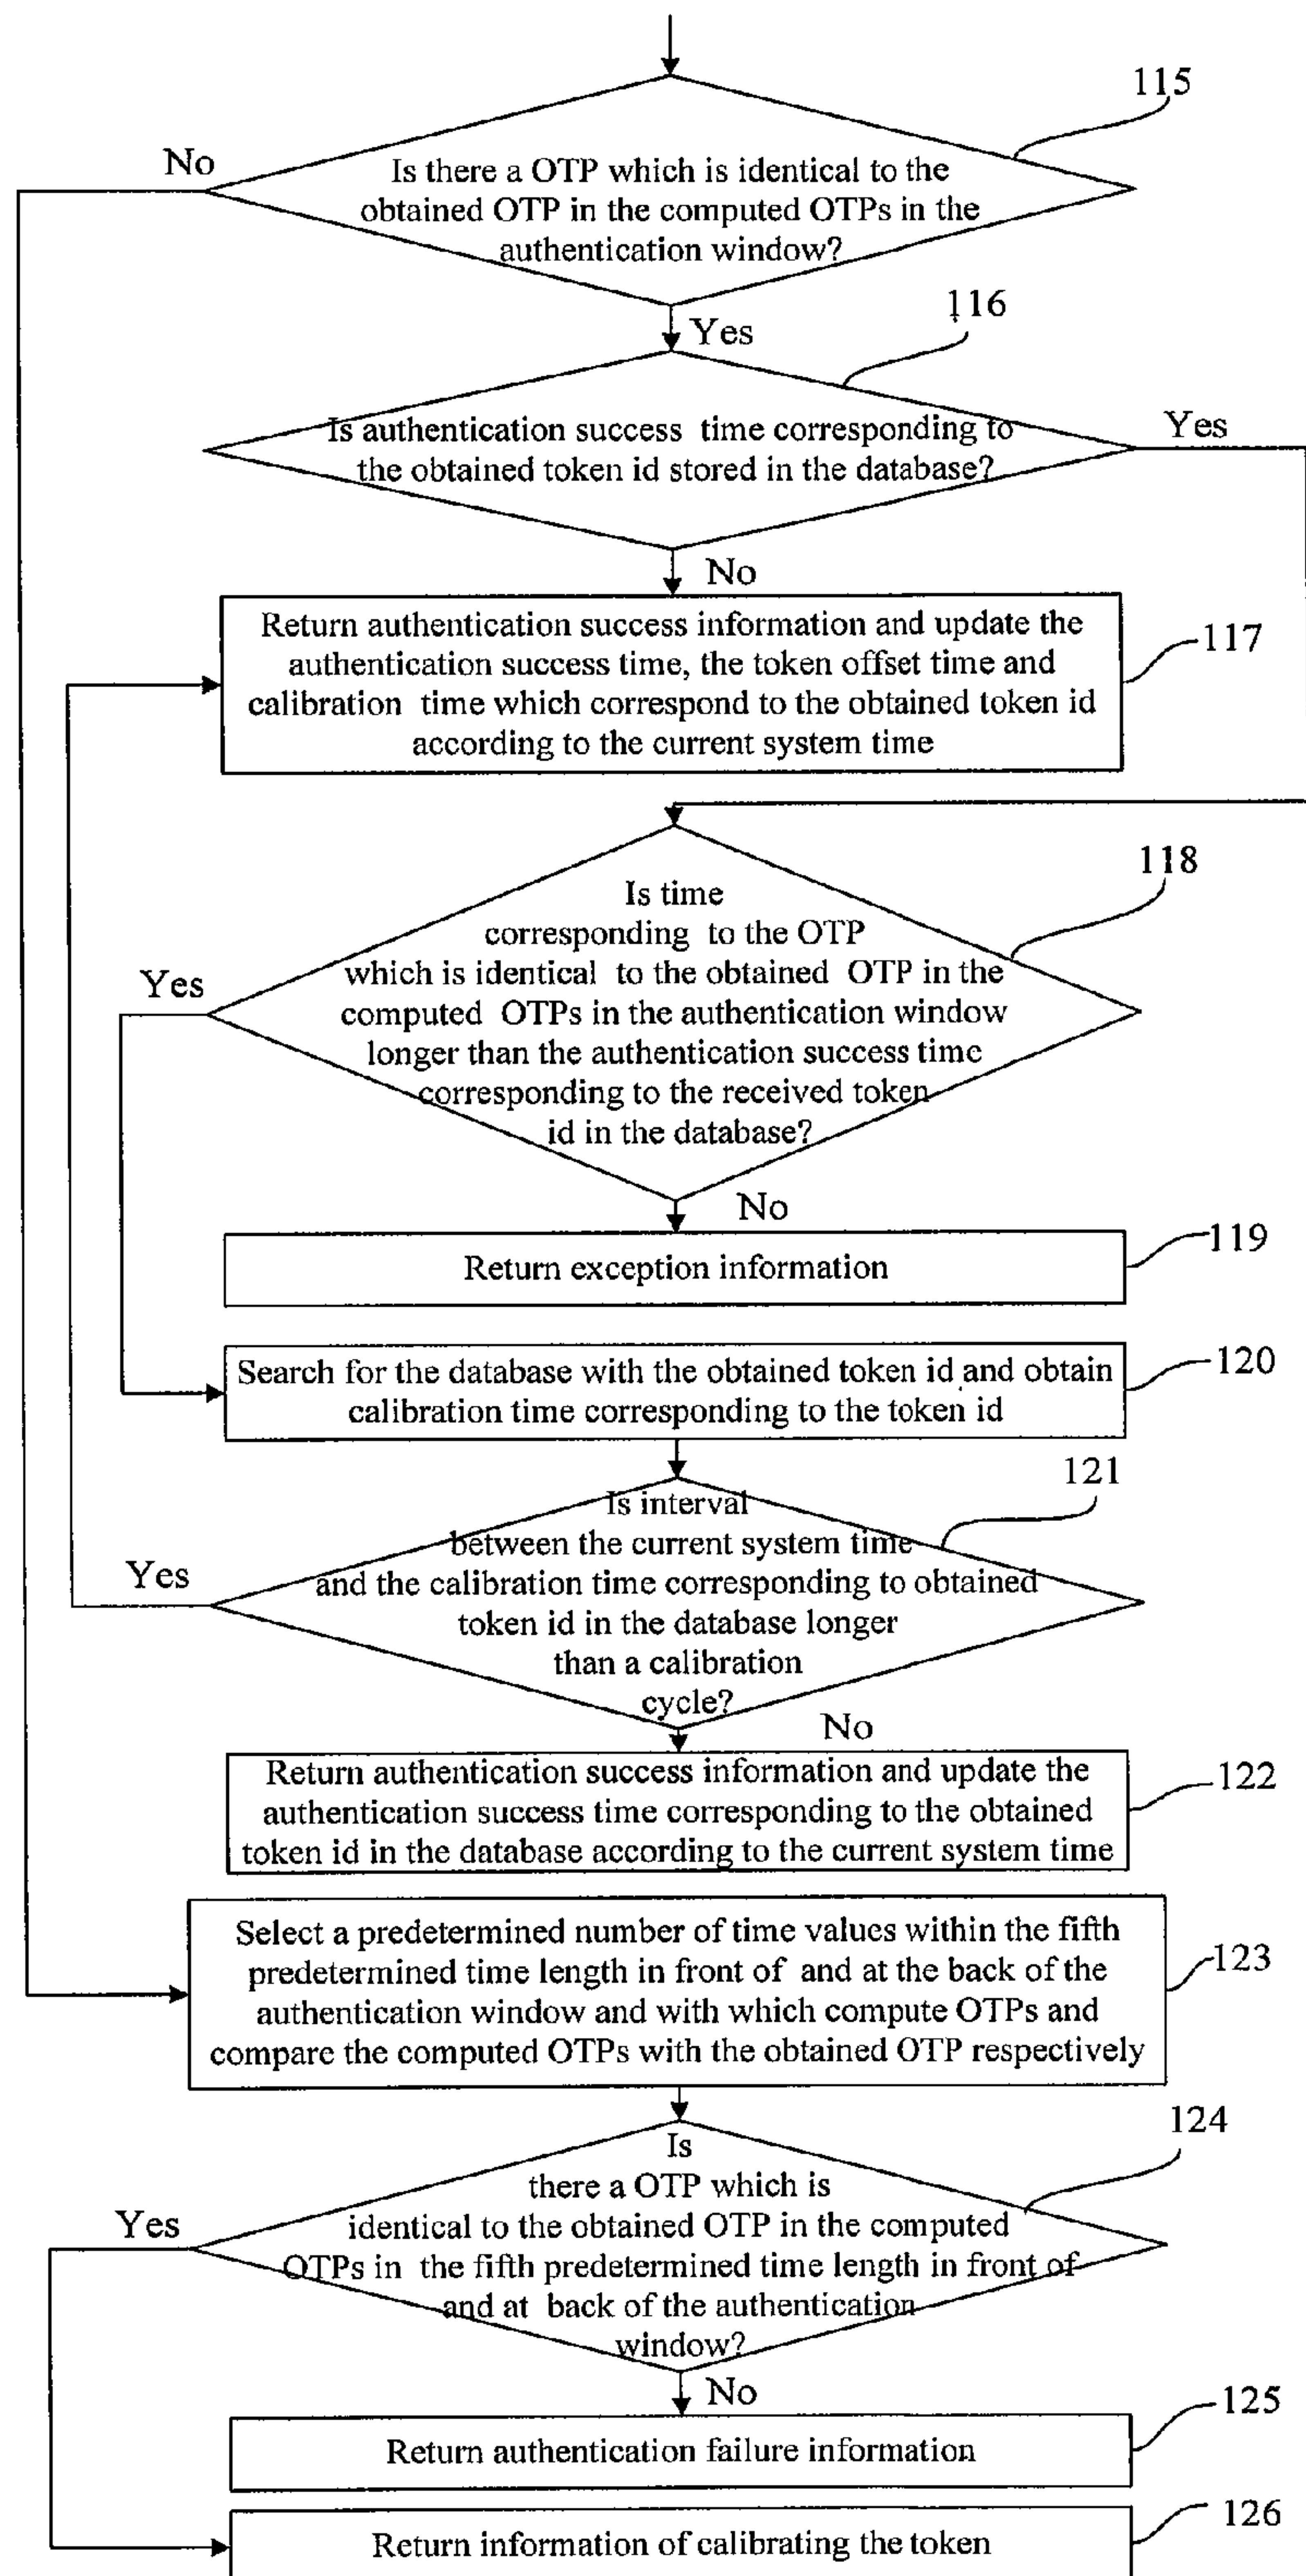 115
No
Is there a OTP which is identical to the
obtained OTP in the computed OTPs in the
authentication window?
116
Yes
Is authentication success time corresponding to
the obtained token id stored in the database?
Yes
No
Return authentication success information and update the
authentication success time, the token offset time and
calibration time which correspond to the obtained token id
according to the current system time
117
118
Is time
corresponding to the OTP
which is identical to the obtained OTP in the
computed OTPs in the authentication window
longer than the authentication success time
corresponding to the received token
id in the database?
Yes
No
Return exception information
119
Search for the database with the obtained token id and obtain
calibration time corresponding to the token id
120
121
Is interval
between the current system time
and the calibration time corresponding to obtained
token id in the database longer
than a calibration
cycle?
Yes
No
Return authentication success information and update the
authentication success time corresponding to the obtained
token id in the database according to the current system time
122
Select a predetermined number of time values within the fifth
predetermined time length in front of and at the back of the
authentication window and with which compute OTPs and
compare the computed OTPs with the obtained OTP respectively
123
124
Is
there a OTP which is
identical to the obtained OTP in the computed
OTPs in the fifth predetermined time length in front of
and at back of the authentication
window?
Yes
No
Return authentication failure information
125
Return information of calibrating the token
126